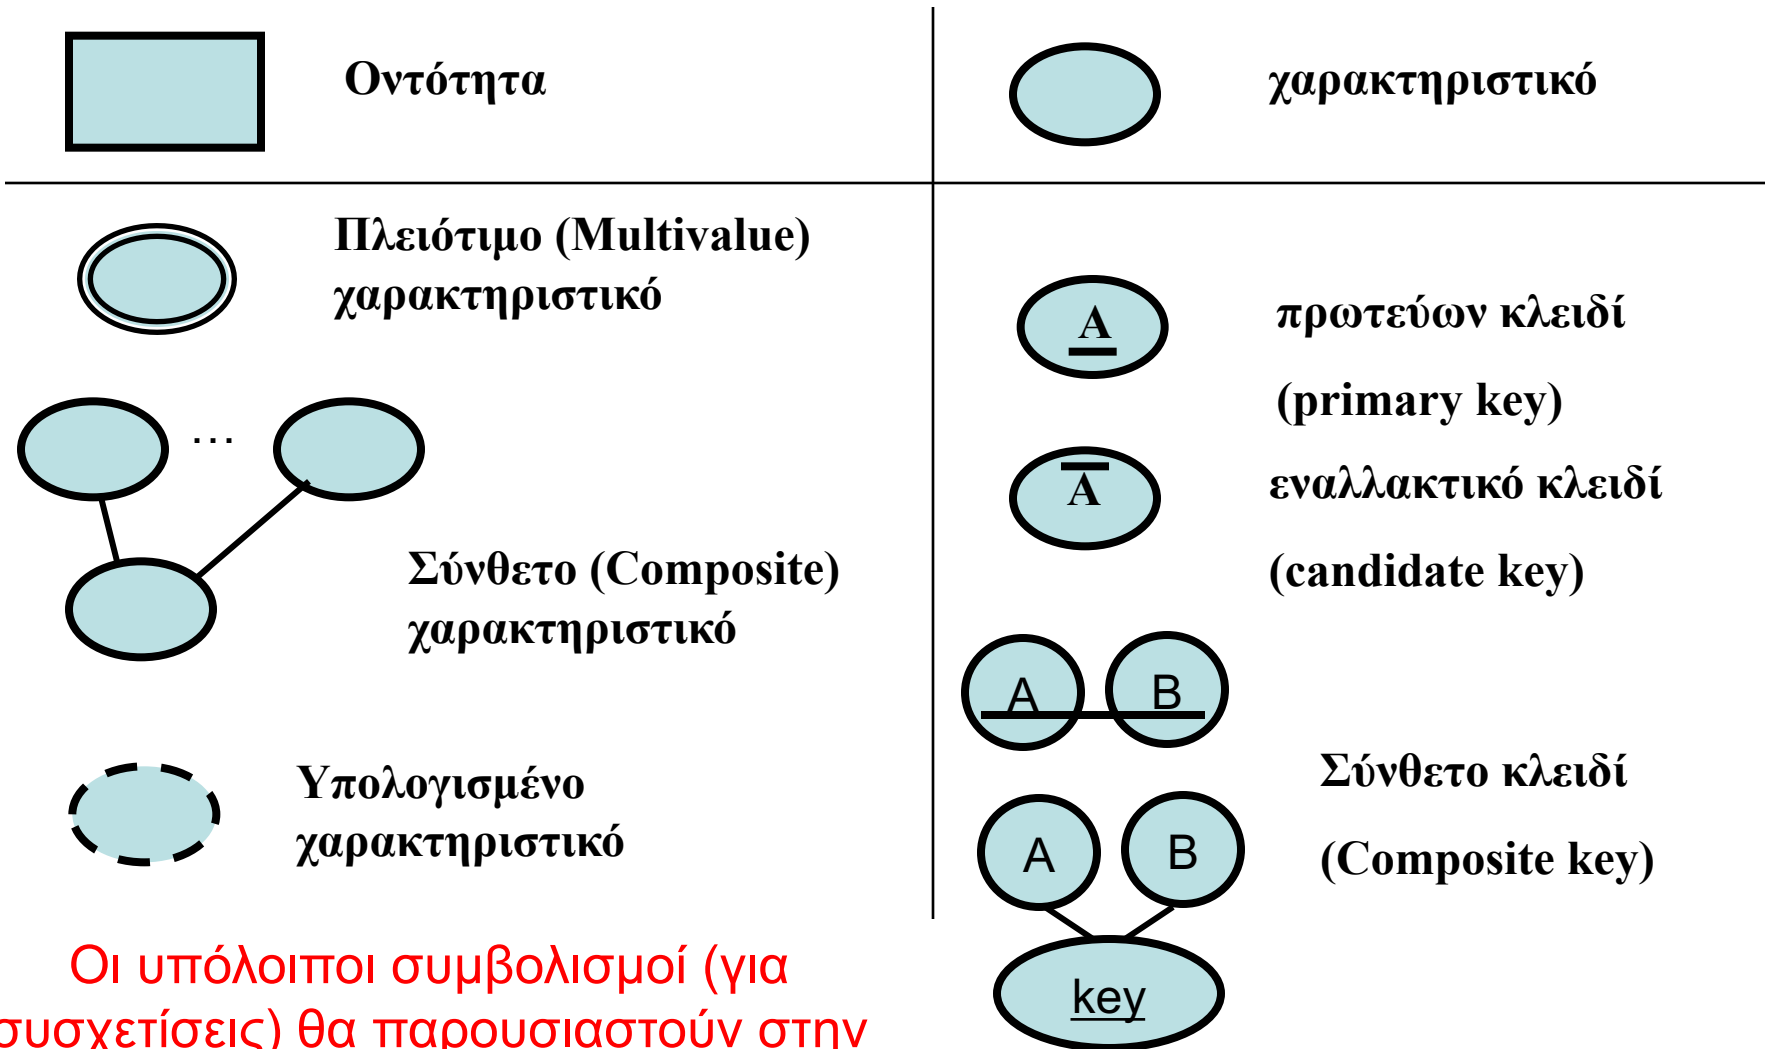 Οντότητα
χαρακτηριστικό
Πλειότιμο (Multivalue)
χαρακτηριστικό
…
Σύνθετο (Composite)
χαρακτηριστικό
Υπολογισμένο
χαρακτηριστικό
A
πρωτεύων κλειδί
(primary key)
A
εναλλακτικό κλειδί
(candidate key)
A B
Σύνθετο κλειδί
(Composite key)
A B
key
Οι υπόλοιποι συμβολισμοί (για
συσχετίσεις) θα παρουσιαστούν στην